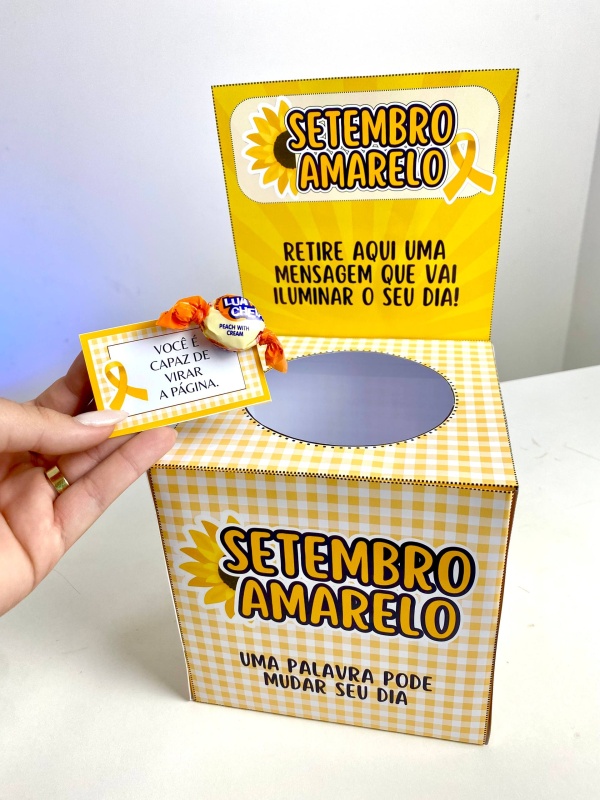 SETEMBRO
AMARELO
RETIRE AQUI UMA
MENSAGEM QUE VAI
ILUMINAR O SEU DIA!
PEACH WITH
CREAM
VOCÊ É
CAPAZ DE
VIRAR
A PÁGINA.
SETEMBRO
AMARELO
UMA PALAVRA PODE
MUDAR SEU DIA